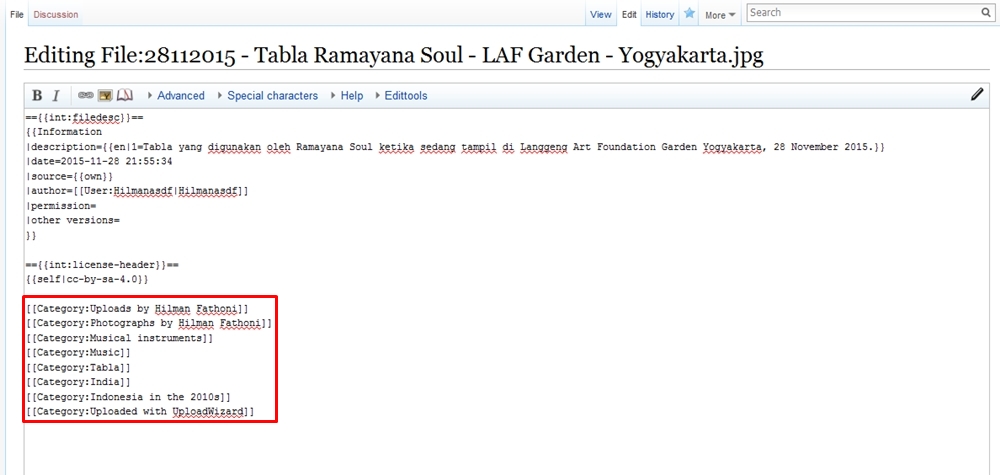 File Discussion View Edit History More Search
Editing File:28112015 - Tabla Ramayana Soul - LAF Garden - Yogyakarta.jpg
B I Advanced Special characters Help Edittools
=={{int:filedesc}}==
{{Information
|description={{en|1=Tabla yang digunakan oleh Ramayana Soul ketika sedang tampil di Langgeng Art Foundation Garden Yogyakarta, 28 November 2015.}}
|date=2015-11-28 21:55:34
|source={{own}}
|author=[[User:Hilmanasdf|Hilmanasdf]]
|permission=
|other versions=
}}
=={{int:license-header}}==
{{self|cc-by-sa-4.0}}
[[Category:Uploads by Hilman Fathoni]]
[[Category:Photographs by Hilman Fathoni]]
[[Category:Musical instruments]]
[[Category:Music]]
[[Category:Tabla]]
[[Category:India]]
[[Category:Indonesia in the 2010s]]
[[Category:Uploaded with UploadWizard]]